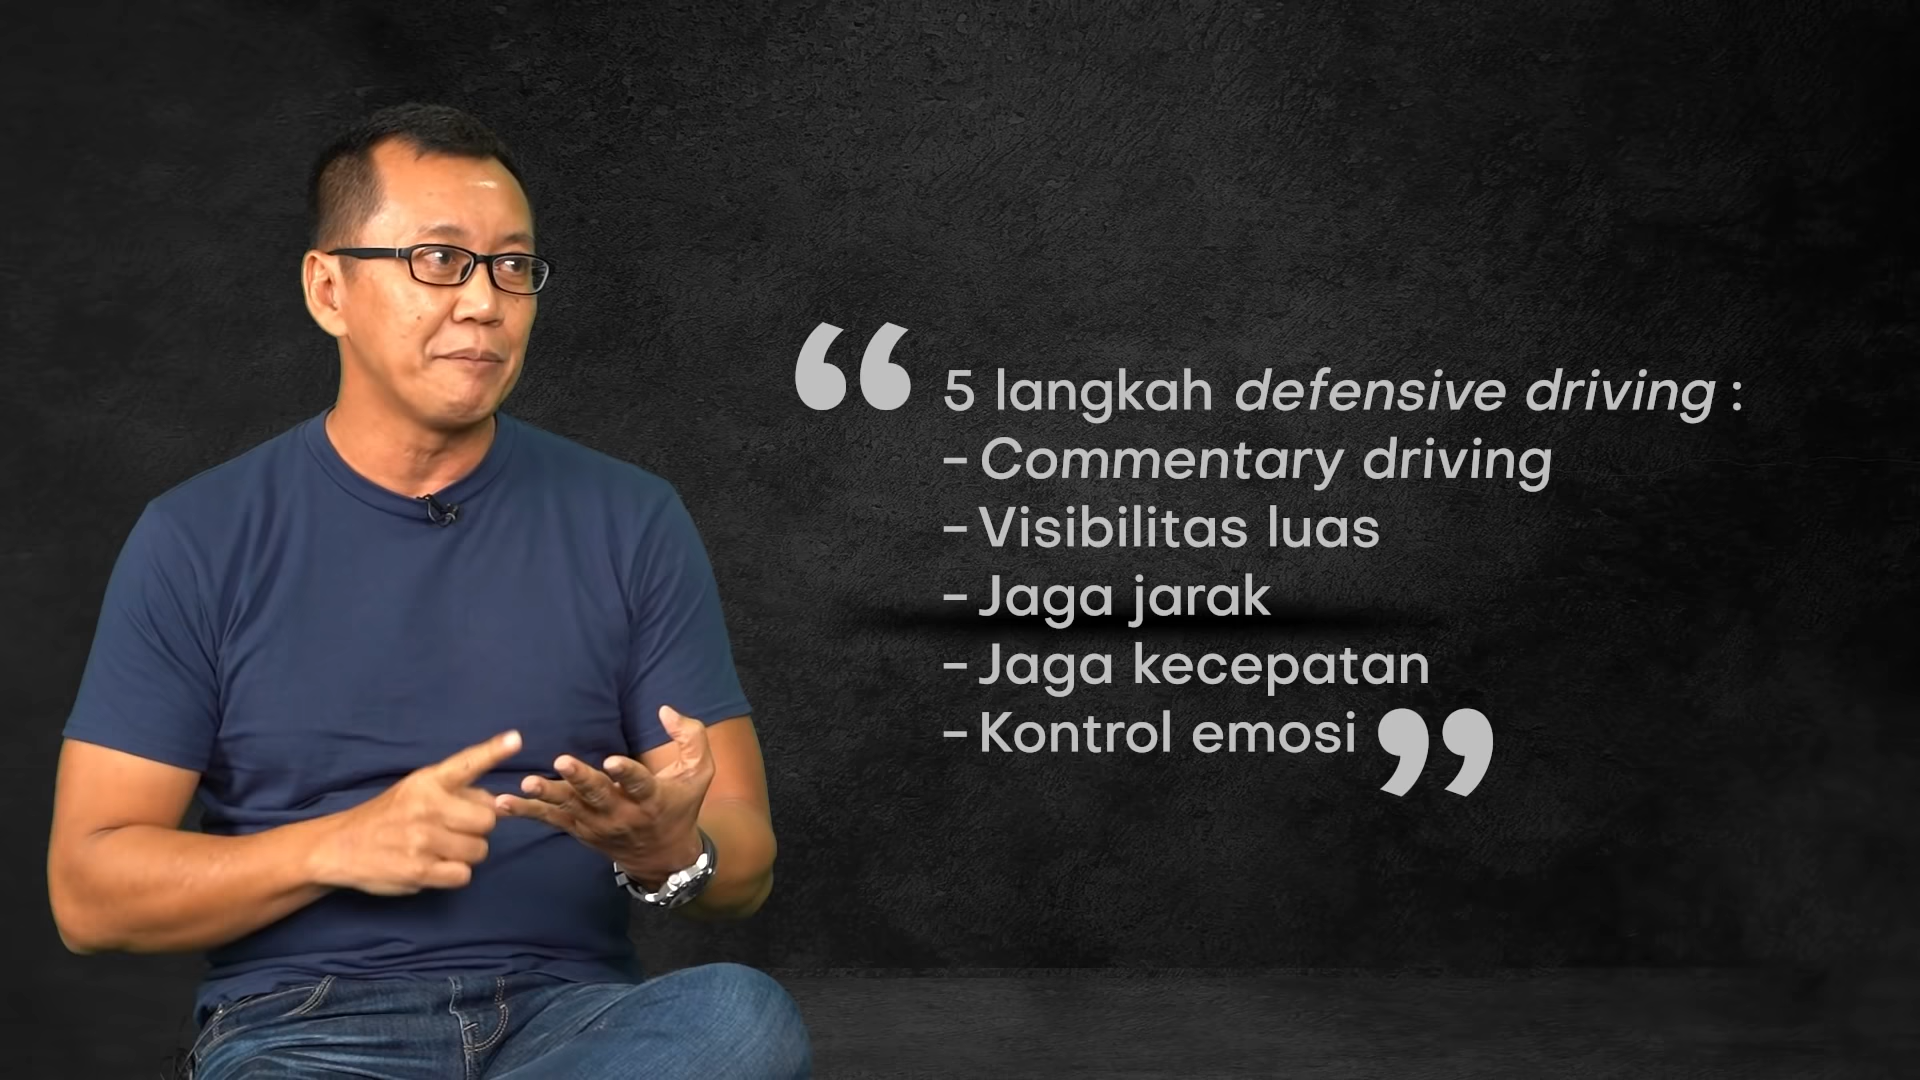 “ 5 langkah defensive driving :
- Commentary driving
- Visibilitas luas
- Jaga jarak
- Jaga kecepatan
- Kontrol emosi ”